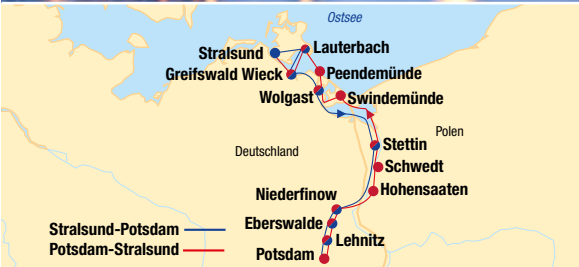 Ostsee
Stralsund
Lauterbach
Greifswald Wieck
Peendemünde
Wolgast
Swindemünde
Stettin
Polen
Deutschland
Schwedt
Niederfinow
Hohensaaten
Eberswalde
Stralsund-Potsdam
Lehnitz
Potsdam-Stralsund
Potsdam